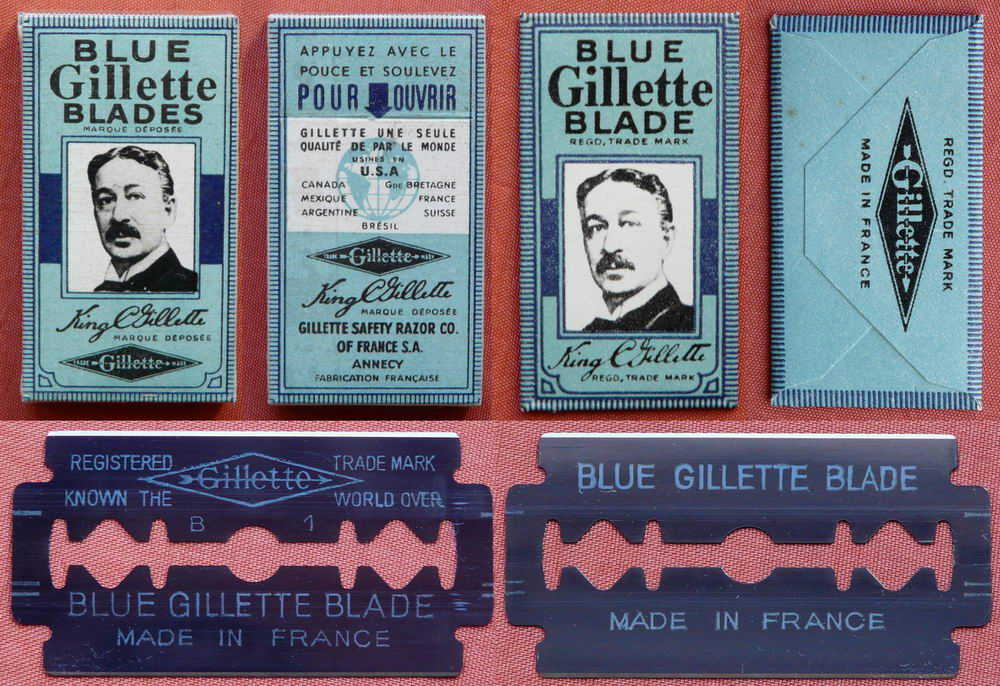 BLUE
Gillette
BLADES
MARQUE DÉPOSÉE
King C Gillette
MARQUE DÉPOSÉE
TRADE Gillette MARK
APPUYEZ AVEC LE
POUCE ET SOULEVEZ
POUR OUVRIR
GILLETTE UNE SEULE
QUALITÉ DE PAR LE MONDE
USINES EN
U.S.A
CANADA GDE BRETAGNE
MEXIQUE FRANCE
ARGENTINE SUISSE
BRÉSIL
TRADE Gillette MARK
King C Gillette
MARQUE DÉPOSÉE
GILLETTE SAFETY RAZOR CO.
OF FRANCE S.A.
ANNECY
FABRICATION FRANÇAISE
BLUE
Gillette
BLADE
REGD. TRADE MARK
King C Gillette
REGD. TRADE MARK
REGD. TRADE MARK
Gillette
MADE IN FRANCE
REGISTERED Gillette TRADE MARK
KNOWN THE WORLD OVER
B 1
BLUE GILLETTE BLADE
MADE IN FRANCE
BLUE GILLETTE BLADE
MADE IN FRANCE